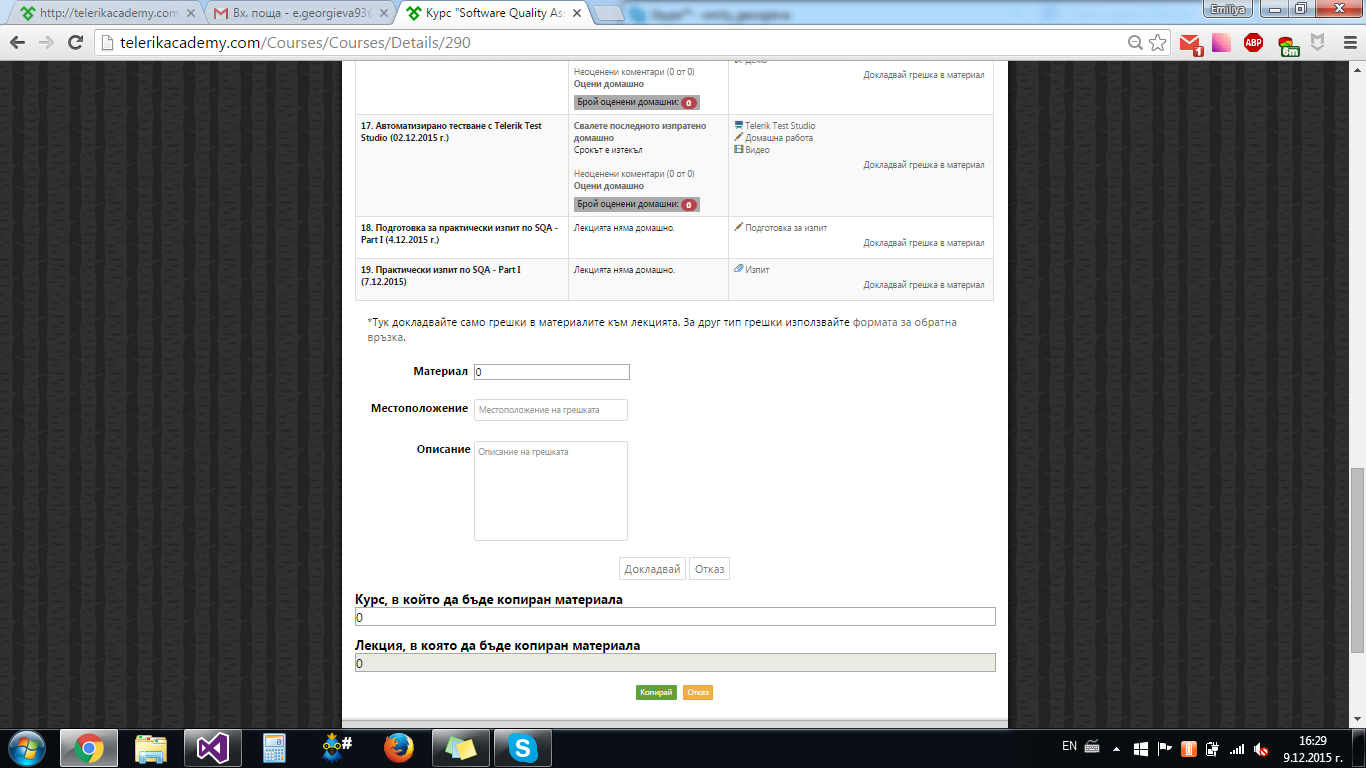 http://telerikacademy.com
Вх. поща - e.georgieva93
Курс "Software Quality As
Emiliya
telerikacademy.com/Courses/Courses/Details/290
1
ABP
6m
Неоценени коментари (0 от 0)
Оцени домашно
Брой оценени домашни: 0
Демо
Докладвай грешка в материал
17. Автоматизирано тестване с Telerik Test
Studio (02.12.2015 г.)
Свалете последното изпратено
домашно
Срокът е изтекъл
Неоценени коментари (0 от 0)
Оцени домашно
Брой оценени домашни: 0
Telerik Test Studio
Домашна работа
Видео
Докладвай грешка в материал
18. Подготовка за практически изпит по SQA -
Part I (4.12.2015 г.)
Лекцията няма домашно.
Подготовка за изпит
Докладвай грешка в материал
19. Практически изпит по SQA - Part I
(7.12.2015)
Лекцията няма домашно.
Изпит
Докладвай грешка в материал
*Тук докладвайте само грешки в материалите към лекцията. За друг тип грешки използвайте формата за обратна
връзка.
Материал 0
Местоположение Местоположение на грешката
Описание Описание на грешката
Докладвай Отказ
Курс, в който да бъде копиран материала
0
Лекция, в която да бъде копиран материала
0
Копирай Отказ
EN
16:29
9.12.2015 г.